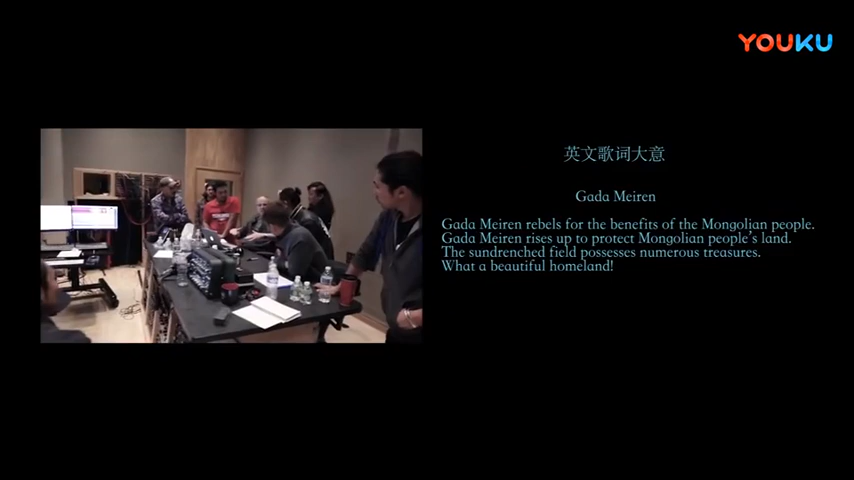 YOUKU
英文歌词大意
Gada Meiren
Gada Meiren rebels for the benefits of the Mongolian people.
Gada Meiren rises up to protect Mongolian people's land.
The sundrenched field possesses numerous treasures.
What a beautiful homeland!